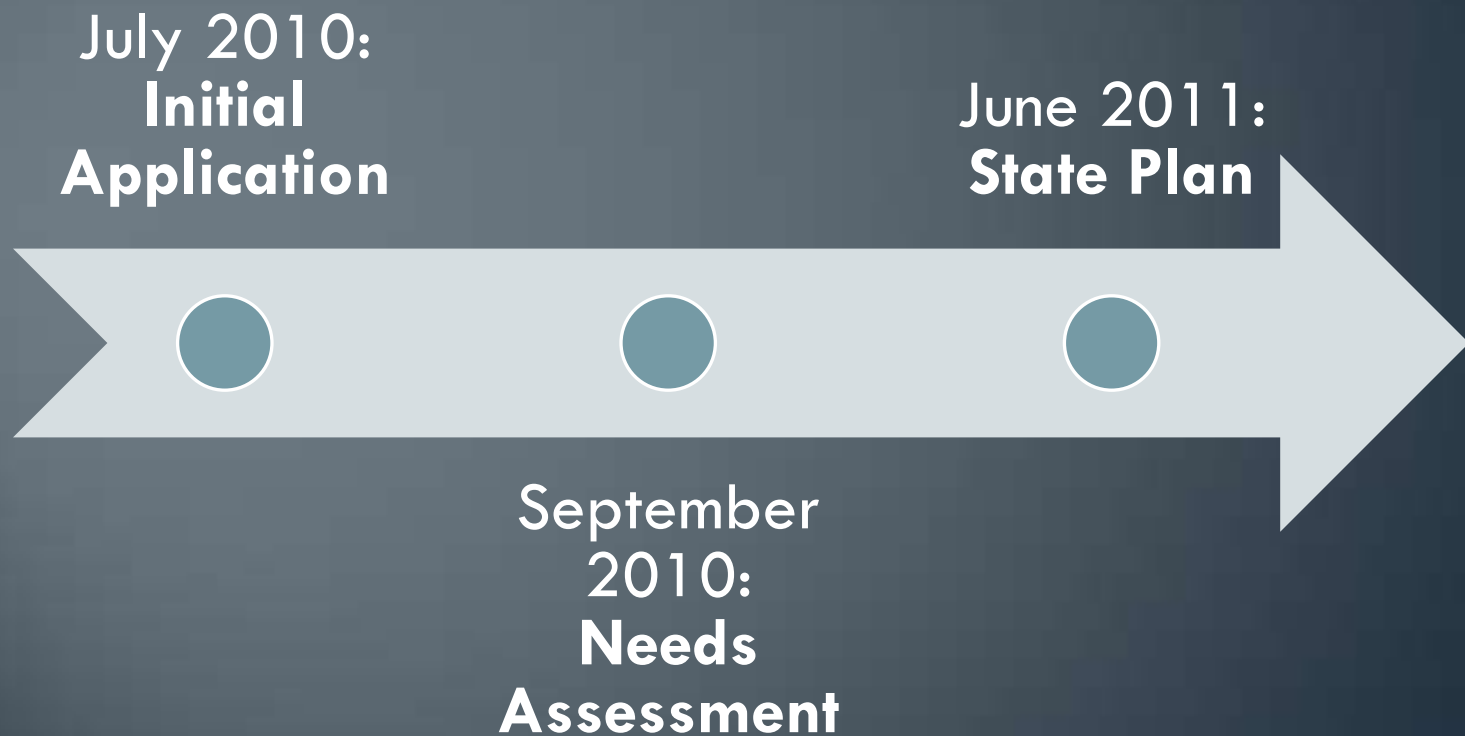 July 2010:
Initial
Application
September
2010:
Needs
Assessment
June 2011:
State Plan